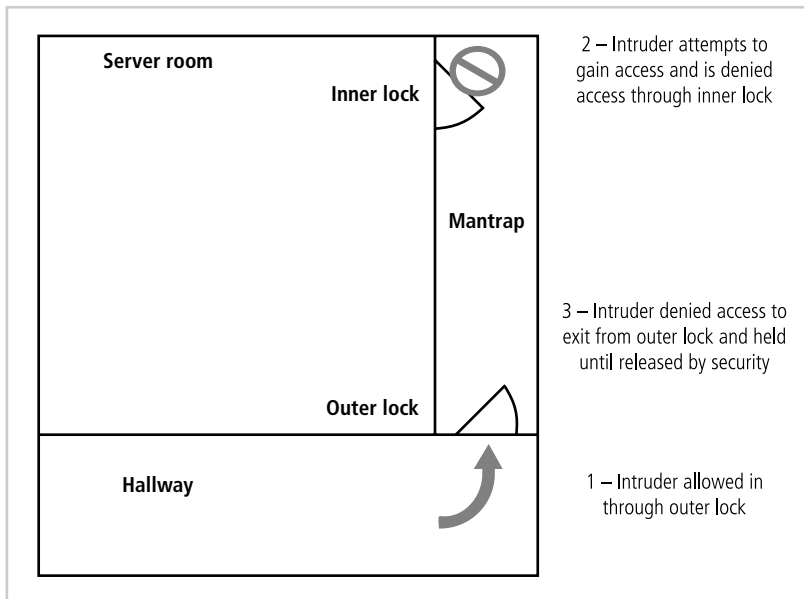 Server room
Inner lock
Mantrap
Outer lock
Hallway
2 – Intruder attempts to
gain access and is denied
access through inner lock
3 – Intruder denied access to
exit from outer lock and held
until released by security
1 – Intruder allowed in
through outer lock